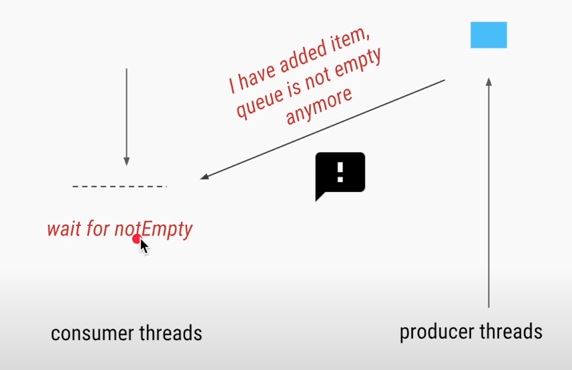 I have added item,
queue is not empty
anymore
!
wait for notEmpty
consumer threads
producer threads